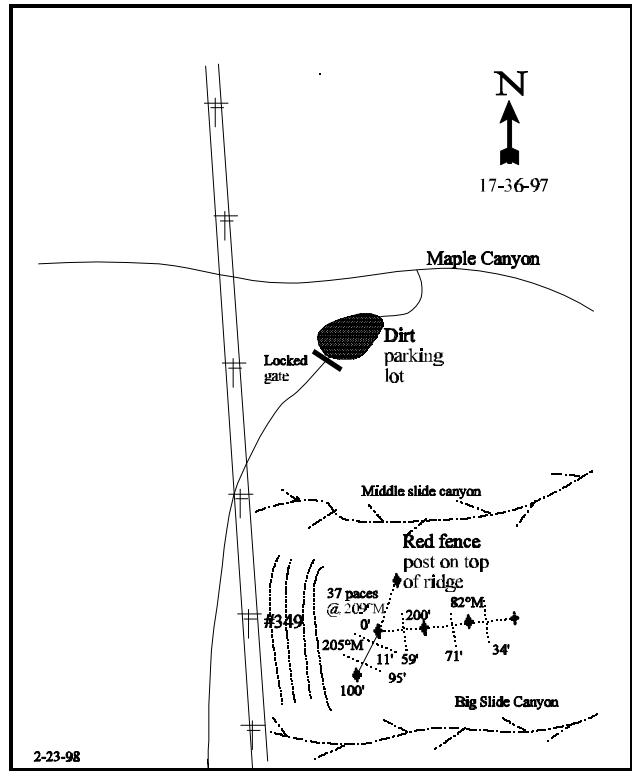 N
17-36-97
Maple Canyon
Dirt
parking
lot
Locked
gate
Middle slide canyon
Red fence
post on top
of ridge
37 paces
@ 209°M
82°M
0'
200'
#349
205°M
11'
59'
71'
34'
95'
100'
Big Slide Canyon
2-23-98